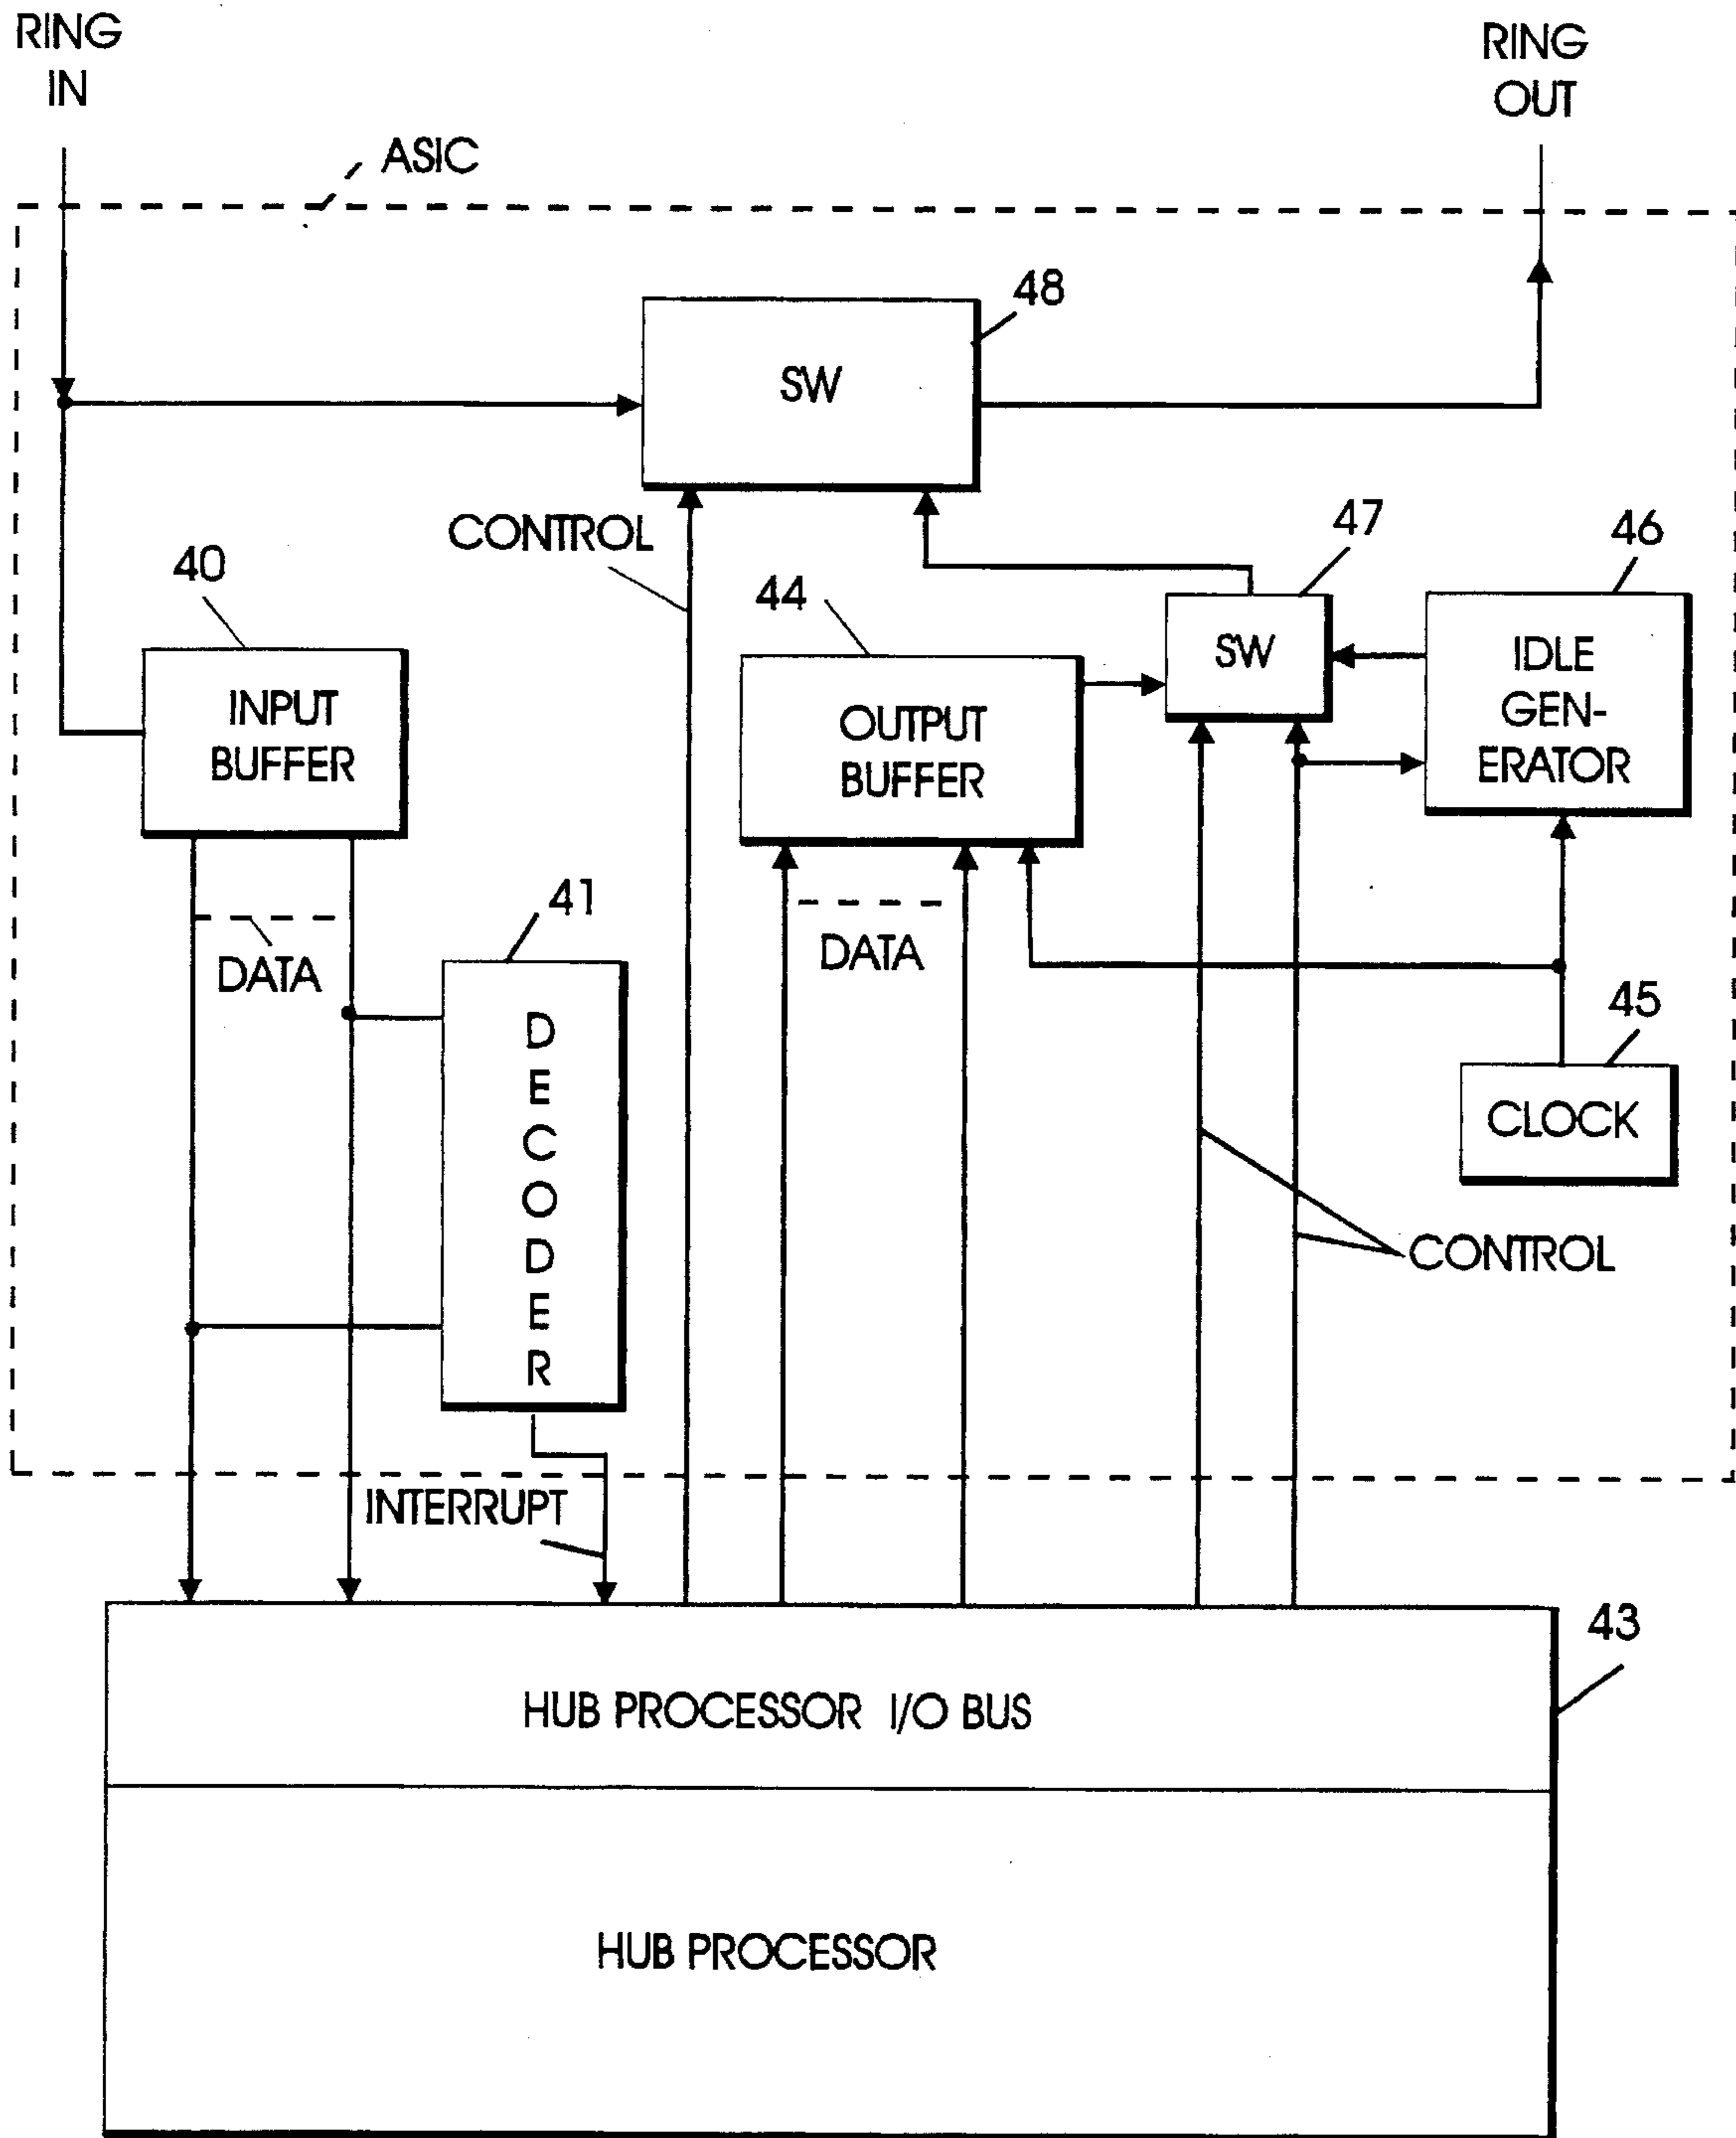 RING
IN
RING
OUT
ASIC
48
SW
CONTROL
47
46
40
44
SW
IDLE
GEN-
ERATOR
INPUT
BUFFER
OUTPUT
BUFFER
41
DATA
DATA
45
DECODER
CLOCK
CONTROL
INTERRUPT
43
HUB PROCESSOR I/O BUS
HUB PROCESSOR